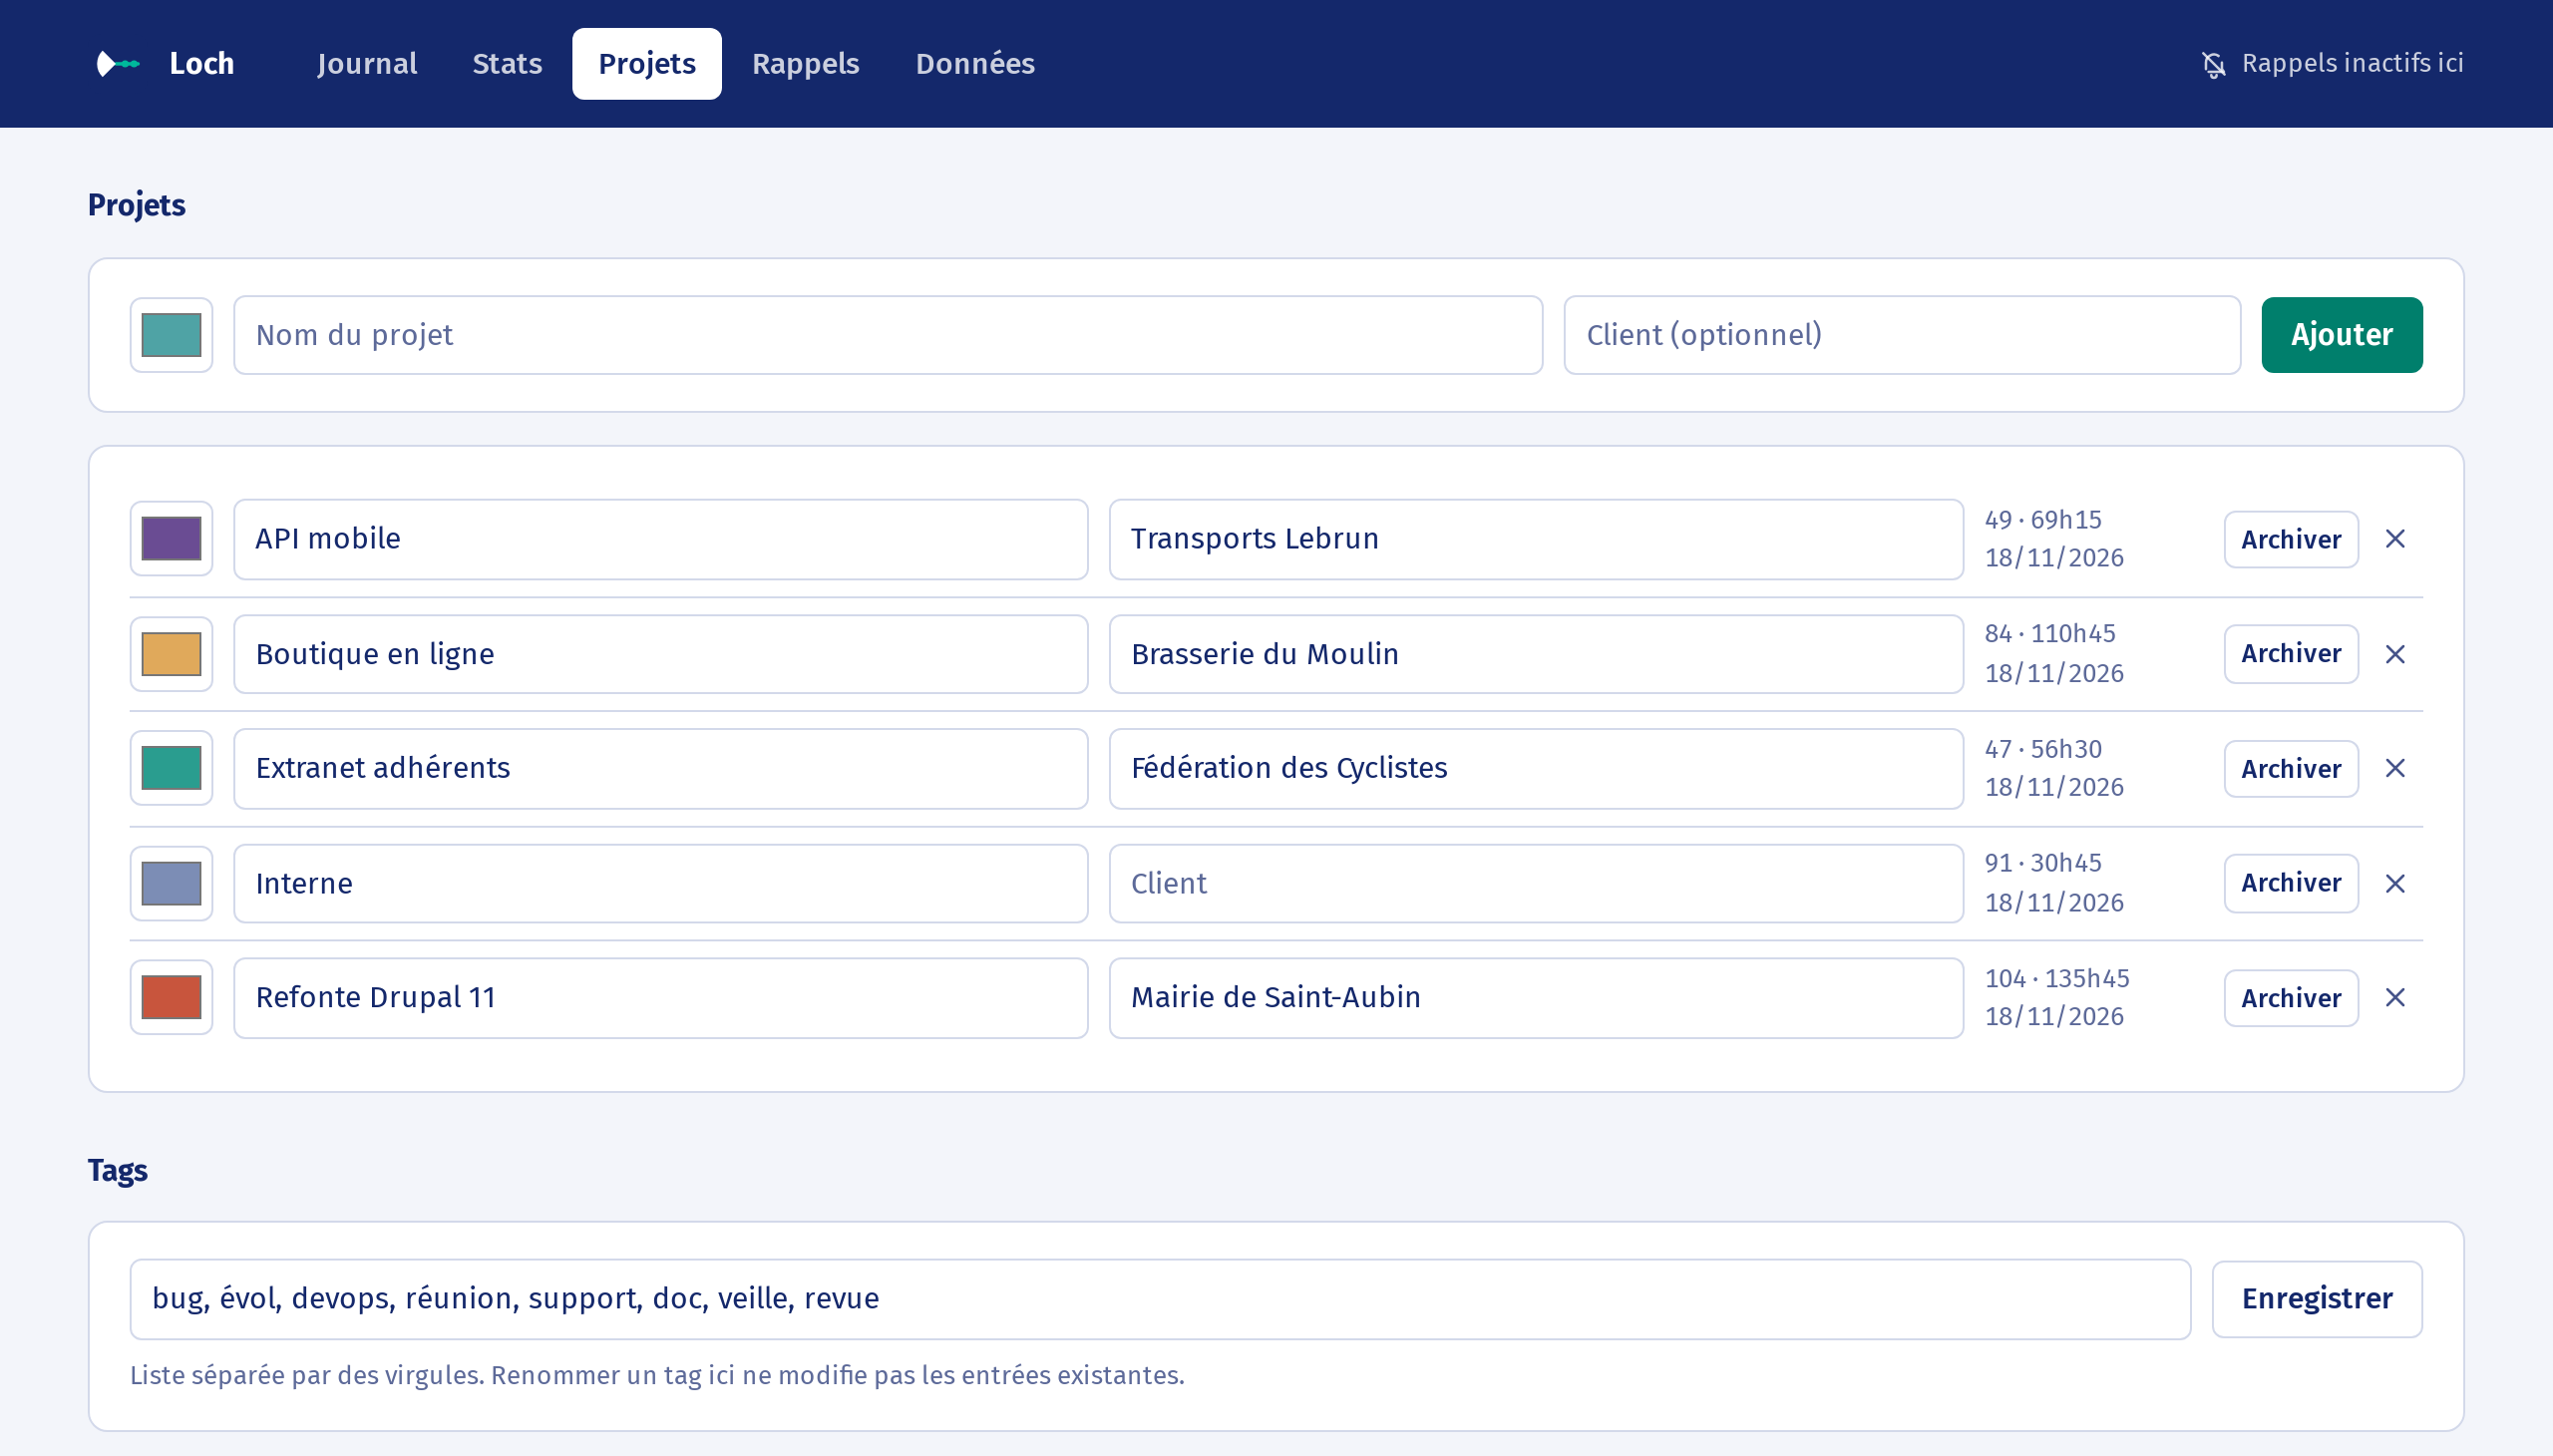 Loch Journal Stats Projets Rappels Données Rappels inactifs ici
Projets
Nom du projet Client (optionnel) Ajouter
API mobile Transports Lebrun 49 · 69h15 Archiver
18/11/2026
Boutique en ligne Brasserie du Moulin 84 · 110h45 Archiver
18/11/2026
Extranet adhérents Fédération des Cyclistes 47 · 56h30 Archiver
18/11/2026
Interne Client 91 · 30h45 Archiver
18/11/2026
Refonte Drupal 11 Mairie de Saint-Aubin 104 · 135h45 Archiver
18/11/2026
Tags
bug, évol, devops, réunion, support, doc, veille, revue Enregistrer
Liste séparée par des virgules. Renommer un tag ici ne modifie pas les entrées existantes.